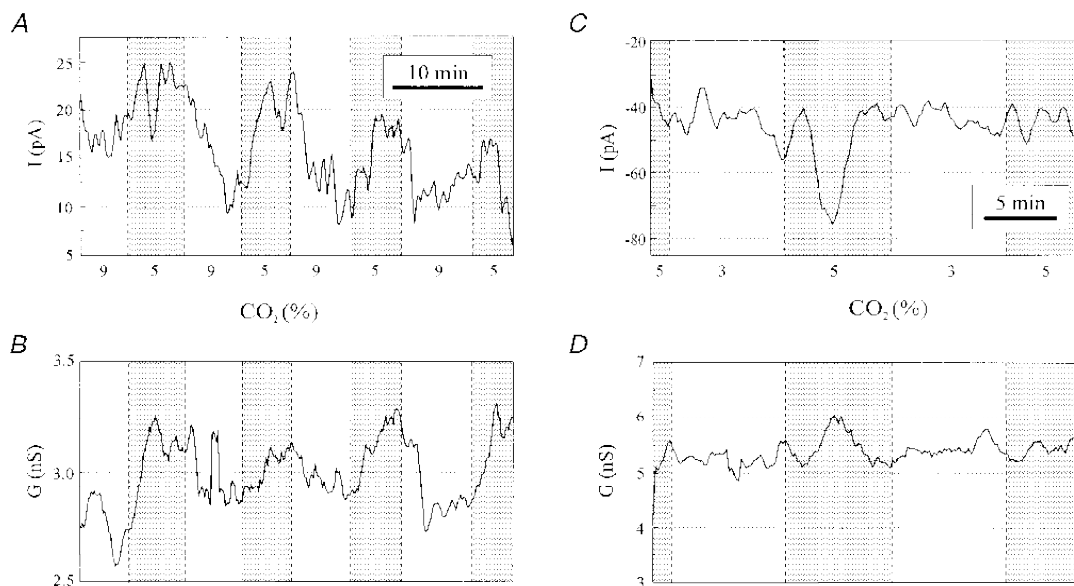 A
I (pA)
25
20
15
10
5
10 min
9 5 9 5 9 5 9 5
CO₂ (%)
B
G (nS)
3.5
3.0
2.5
C
I (pA)
-20
-40
-60
-80
5 min
5 3 5 3 5
CO₂ (%)
D
G (nS)
7
6
5
4
3